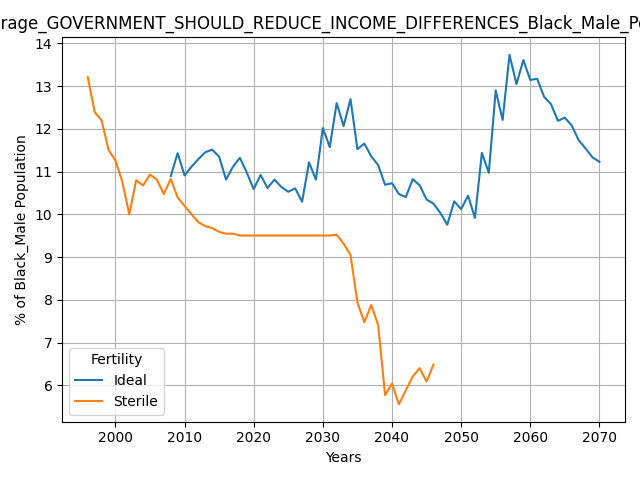 rage_GOVERNMENT_SHOULD_REDUCE_INCOME_DIFFERENCES_Black_Male_P
14
13
12
11
10
9
8
7
6
% of Black_Male Population
Fertility
Ideal
Sterile
2000 2010 2020 2030 2040 2050 2060 2070
Years